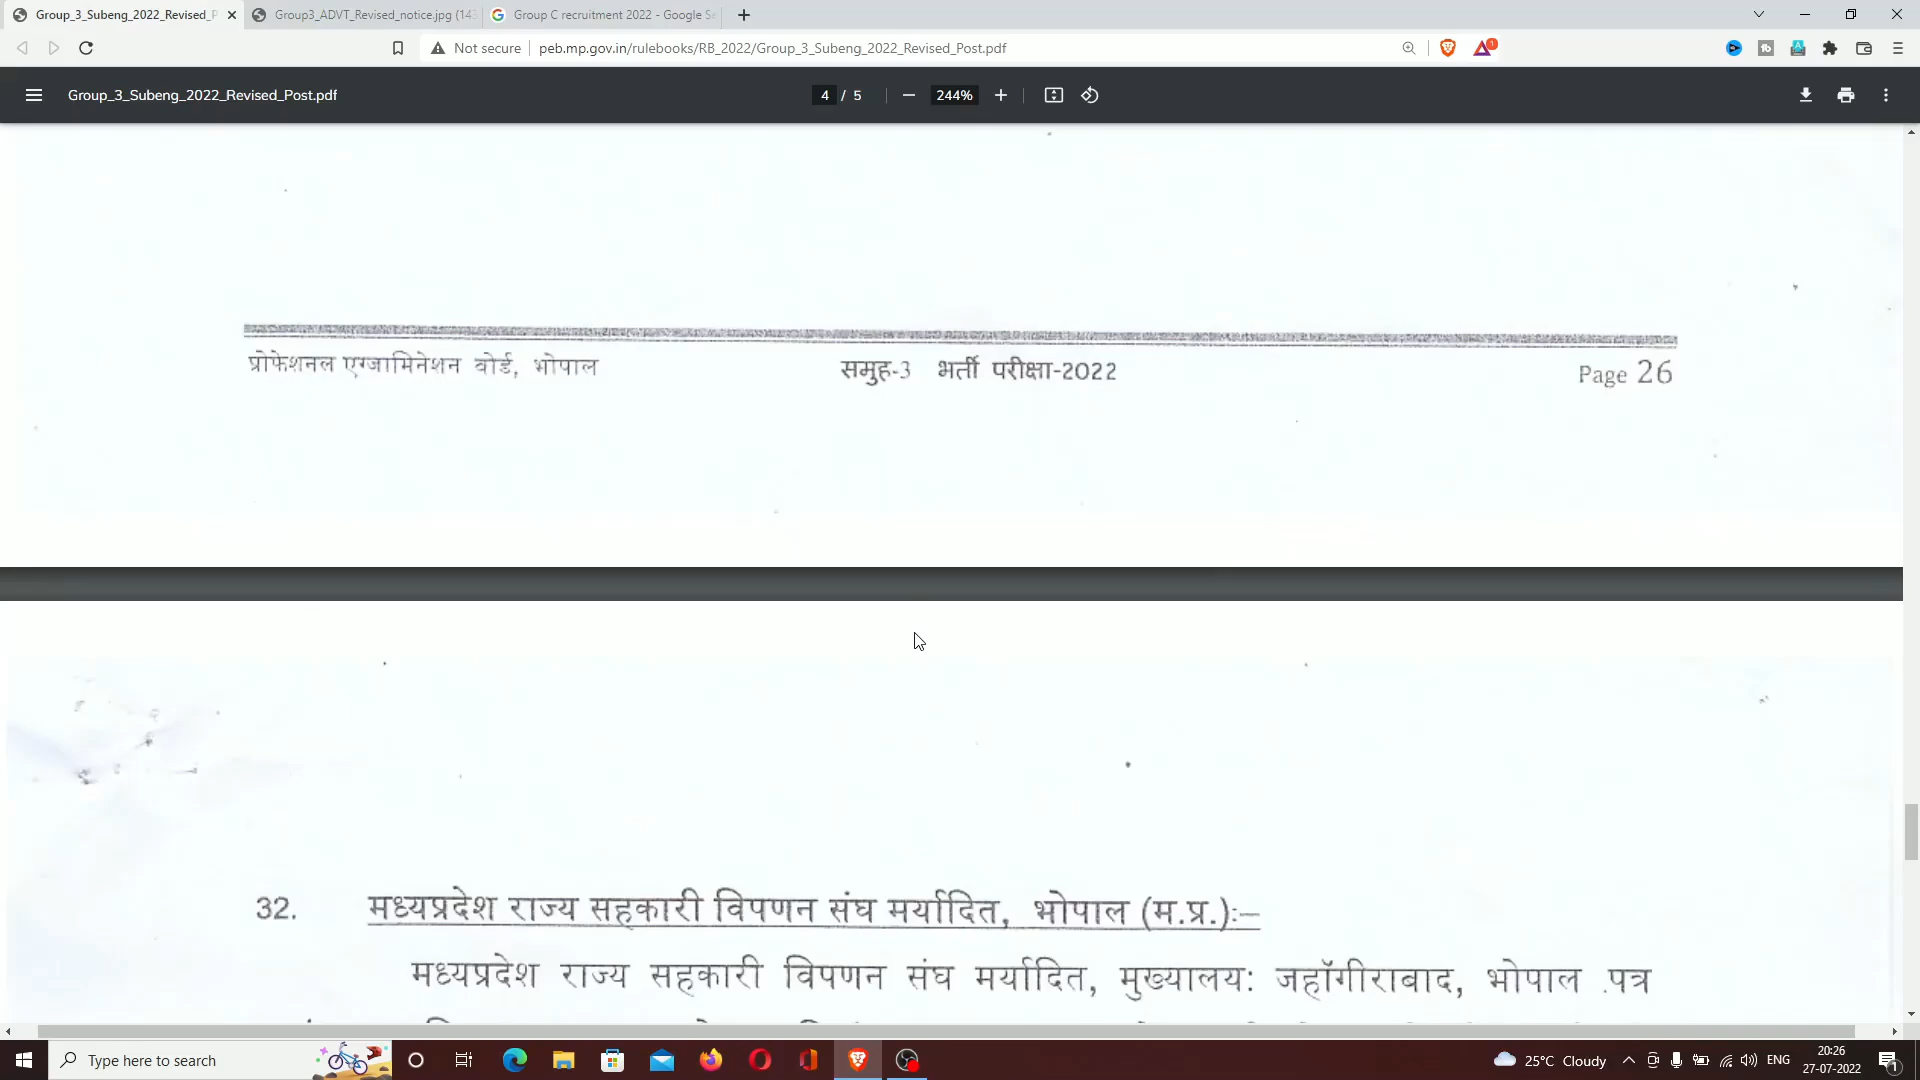 Group_3_Subeng_2022_Revised_P
Group3_ADVT_Revised_notice.jpg (143
Group C recruitment 2022 - Google Se
Not secure
peb.mp.gov.in/rulebooks/RB_2022/Group_3_Subeng_2022_Revised_Post.pdf
Group_3_Subeng_2022_Revised_Post.pdf
4 / 5
244%
प्रोफेशनल एग्जामिनेशन बोर्ड, भोपाल
समुह-3 भर्ती परीक्षा-2022
Page 26
32. मध्यप्रदेश राज्य सहकारी विपणन संघ मर्यादित, भोपाल (म.प्र.):–
मध्यप्रदेश राज्य सहकारी विपणन संघ मर्यादित, मुख्यालय: जहॉगीराबाद, भोपाल पत्र
Type here to search
25°C Cloudy
ENG
20:26
27-07-2022